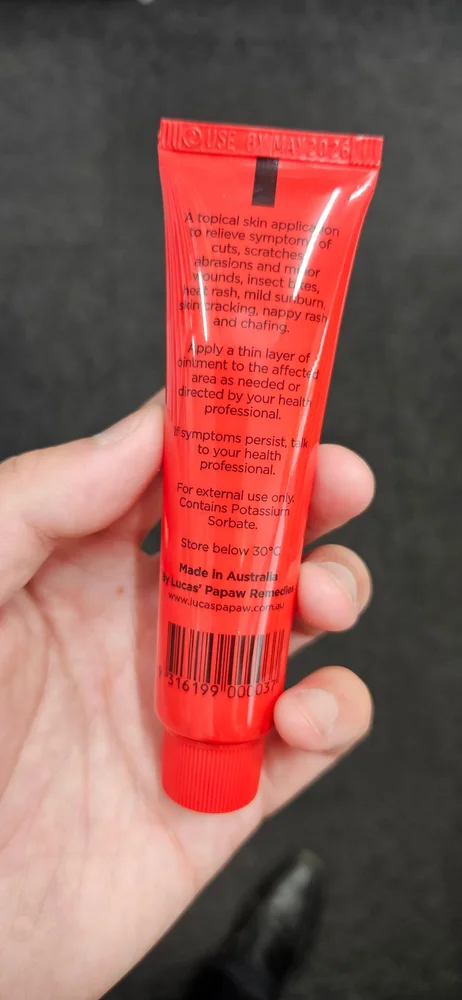 USE BY MAY 2026
A topical skin application
to relieve symptoms of
cuts, scratches,
abrasions and minor
wounds, insect bites,
heat rash, mild sunburn,
skin cracking, nappy rash
and chafing.
Apply a thin layer of
ointment to the affected
area as needed or
directed by your health
professional.
If symptoms persist, talk
to your health
professional.
For external use only.
Contains Potassium
Sorbate.
Store below 30°C
Made in Australia
By Lucas' Papaw Remedies
www.lucaspapaw.com.au
9 316199 000037